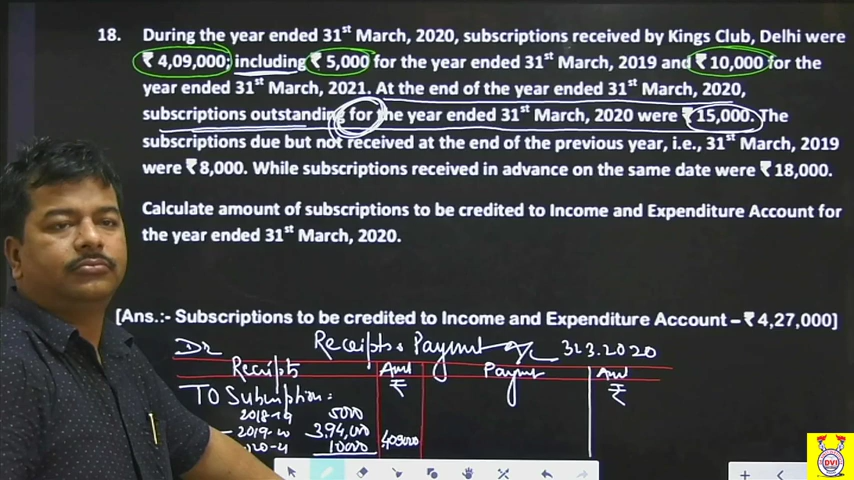 18. During the year ended 31st March, 2020, subscriptions received by Kings Club, Delhi were
₹ 4,09,000; including ₹ 5,000 for the year ended 31st March, 2019 and ₹ 10,000 for the
year ended 31st March, 2021. At the end of the year ended 31st March, 2020,
subscriptions outstanding for the year ended 31st March, 2020 were ₹ 15,000. The
subscriptions due but not received at the end of the previous year, i.e., 31st March, 2019
were ₹ 8,000. While subscriptions received in advance on the same date were ₹ 18,000.
Calculate amount of subscriptions to be credited to Income and Expenditure Account for
the year ended 31st March, 2020.
[Ans.:- Subscriptions to be credited to Income and Expenditure Account – ₹ 4,27,000]
Dr Receipts & Paymnt 31.3.2020
Receipts Amt ₹ Paymnt Amt ₹
To Subscription:-
2018-19 5000
2019-20 3,94,000
020-21 10000 409000
DVI